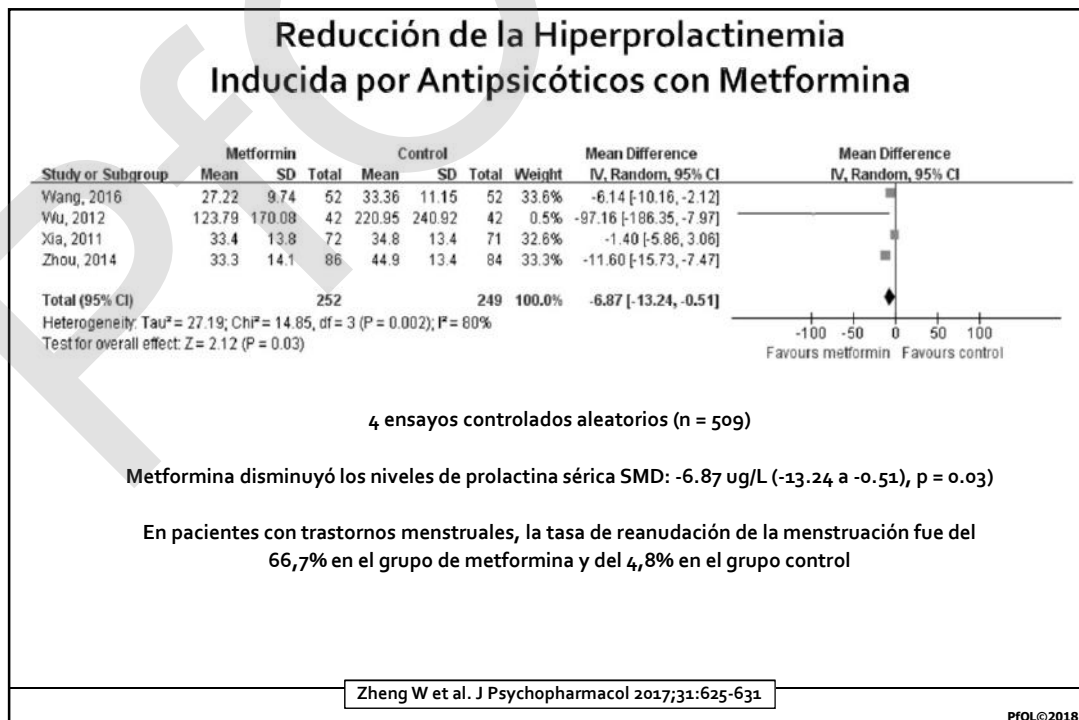 Reducción de la Hiperprolactinemia
Inducida por Antipsicóticos con Metformina
Metformin Control Mean Difference Mean Difference
Study or Subgroup Mean SD Total Mean SD Total Weight IV, Random, 95% CI IV, Random, 95% CI
Wang, 2016 27.22 9.74 52 33.36 11.15 52 33.6% -6.14 [-10.16, -2.12]
Wu, 2012 123.79 170.08 42 220.95 240.92 42 0.5% -97.16 [-186.35, -7.97]
Xia, 2011 33.4 13.8 72 34.8 13.4 71 32.6% -1.40 [-5.86, 3.06]
Zhou, 2014 33.3 14.1 86 44.9 13.4 84 33.3% -11.60 [-15.73, -7.47]
Total (95% CI) 252 249 100.0% -6.87 [-13.24, -0.51]
Heterogeneity: Tau² = 27.19; Chi² = 14.85, df = 3 (P = 0.002); I² = 80%
Test for overall effect: Z = 2.12 (P = 0.03)
-100 -50 0 50 100
Favours metformin Favours control
4 ensayos controlados aleatorios (n = 509)
Metformina disminuyó los niveles de prolactina sérica SMD: -6.87 ug/L (-13.24 a -0.51), p = 0.03)
En pacientes con trastornos menstruales, la tasa de reanudación de la menstruación fue del
66,7% en el grupo de metformina y del 4,8% en el grupo control
Zheng W et al. J Psychopharmacol 2017;31:625-631
PfOL©2018